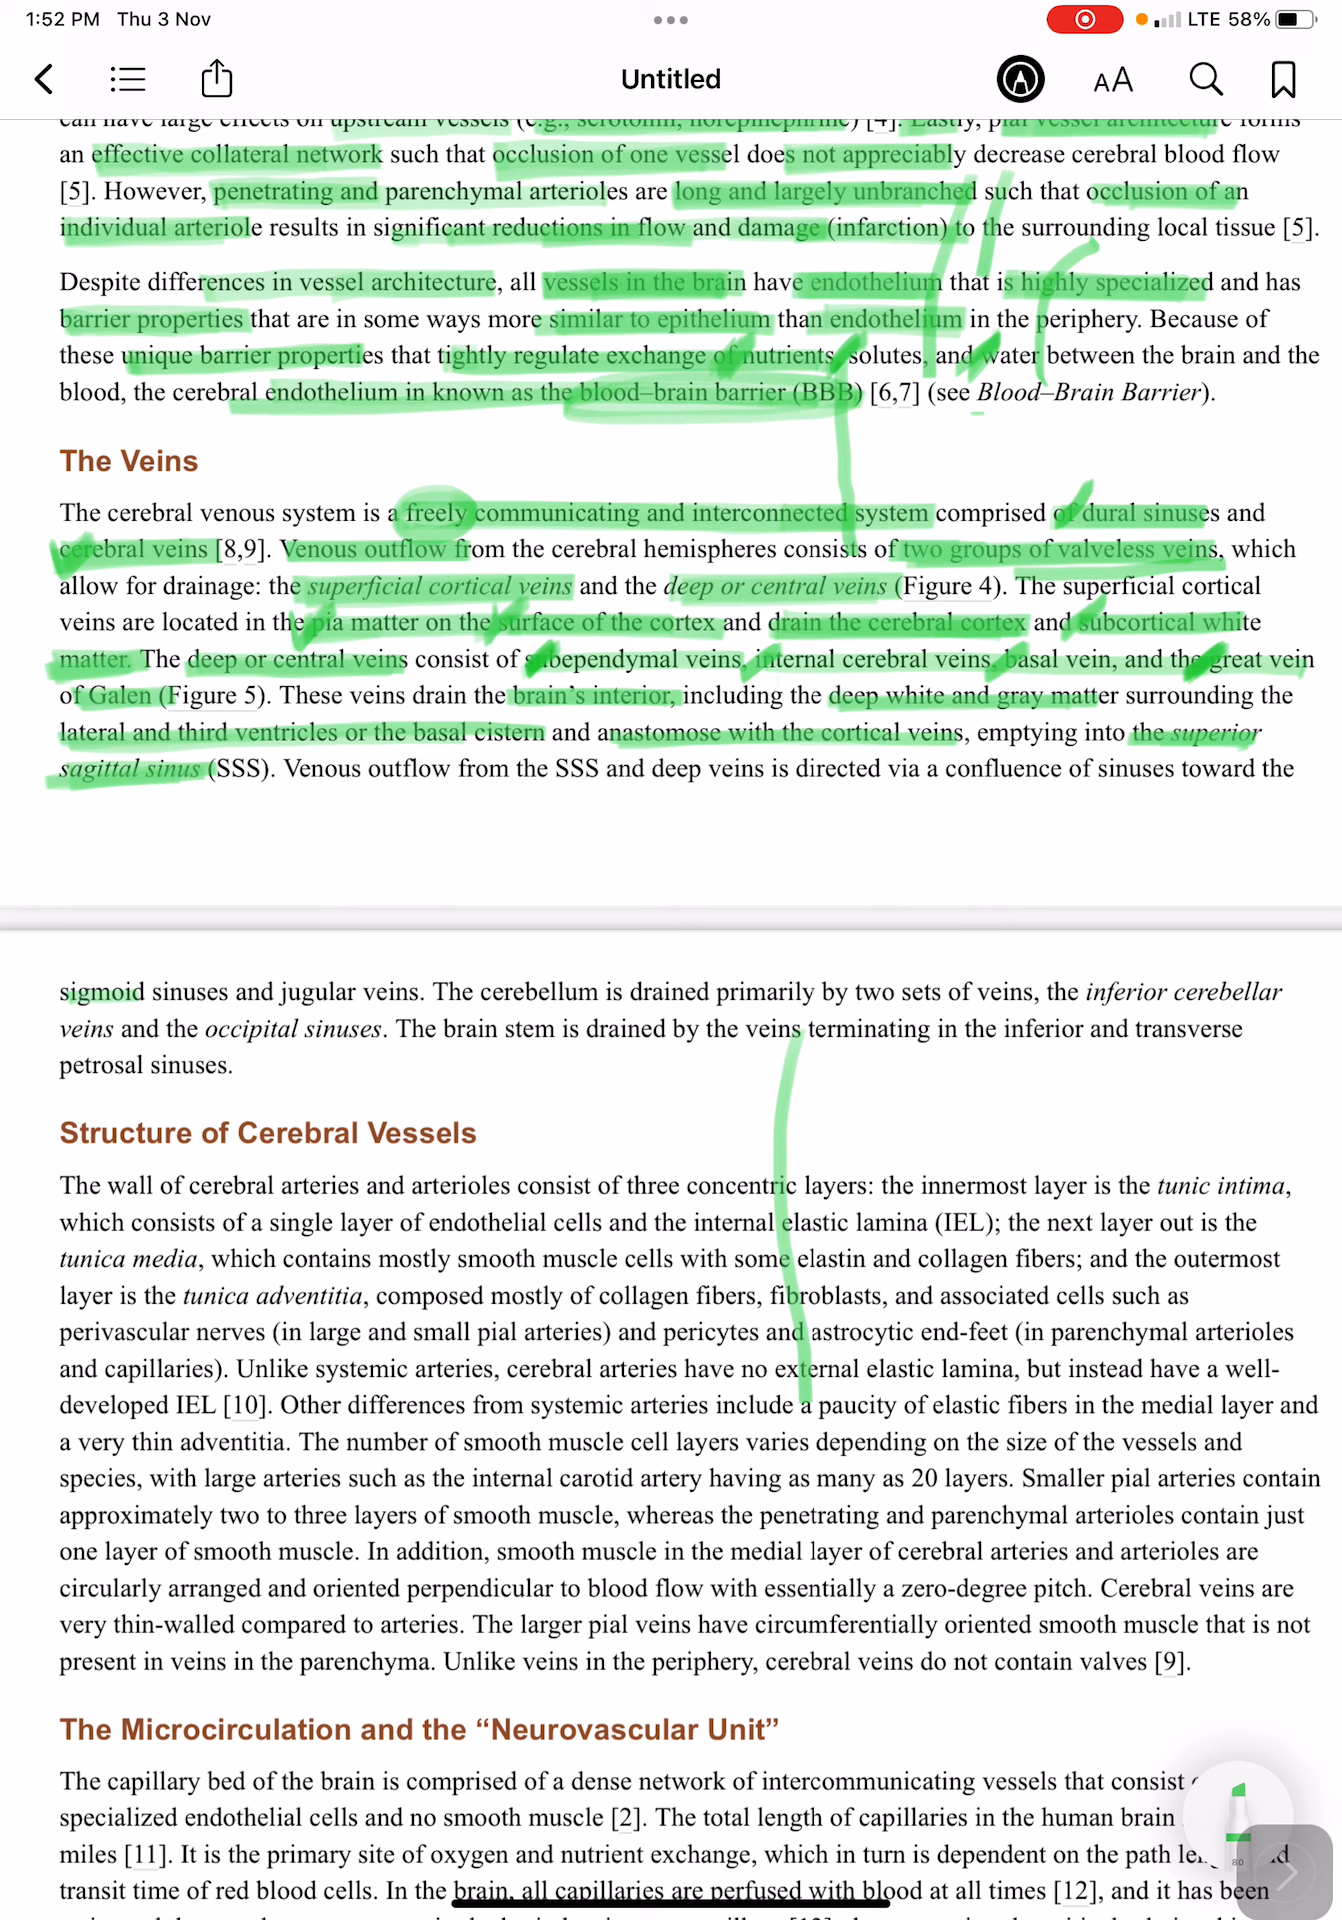 1:52 PM Thu 3 Nov
LTE 58%
Untitled
AA
can have large effects on upstream vessels (e.g., serotonin, norepinephrine) [4]. Lastly, pial vessel architecture forms
an effective collateral network such that occlusion of one vessel does not appreciably decrease cerebral blood flow
[5]. However, penetrating and parenchymal arterioles are long and largely unbranched such that occlusion of an
individual arteriole results in significant reductions in flow and damage (infarction) to the surrounding local tissue [5].
Despite differences in vessel architecture, all vessels in the brain have endothelium that is highly specialized and has
barrier properties that are in some ways more similar to epithelium than endothelium in the periphery. Because of
these unique barrier properties that tightly regulate exchange of nutrients, solutes, and water between the brain and the
blood, the cerebral endothelium in known as the blood–brain barrier (BBB) [6,7] (see Blood–Brain Barrier).
The Veins
The cerebral venous system is a freely communicating and interconnected system comprised of dural sinuses and
cerebral veins [8,9]. Venous outflow from the cerebral hemispheres consists of two groups of valveless veins, which
allow for drainage: the superficial cortical veins and the deep or central veins (Figure 4). The superficial cortical
veins are located in the pia matter on the surface of the cortex and drain the cerebral cortex and subcortical white
matter. The deep or central veins consist of subependymal veins, internal cerebral veins, basal vein, and the great vein
of Galen (Figure 5). These veins drain the brain's interior, including the deep white and gray matter surrounding the
lateral and third ventricles or the basal cistern and anastomose with the cortical veins, emptying into the superior
sagittal sinus (SSS). Venous outflow from the SSS and deep veins is directed via a confluence of sinuses toward the
sigmoid sinuses and jugular veins. The cerebellum is drained primarily by two sets of veins, the inferior cerebellar
veins and the occipital sinuses. The brain stem is drained by the veins terminating in the inferior and transverse
petrosal sinuses.
Structure of Cerebral Vessels
The wall of cerebral arteries and arterioles consist of three concentric layers: the innermost layer is the tunic intima,
which consists of a single layer of endothelial cells and the internal elastic lamina (IEL); the next layer out is the
tunica media, which contains mostly smooth muscle cells with some elastin and collagen fibers; and the outermost
layer is the tunica adventitia, composed mostly of collagen fibers, fibroblasts, and associated cells such as
perivascular nerves (in large and small pial arteries) and pericytes and astrocytic end-feet (in parenchymal arterioles
and capillaries). Unlike systemic arteries, cerebral arteries have no external elastic lamina, but instead have a well-
developed IEL [10]. Other differences from systemic arteries include a paucity of elastic fibers in the medial layer and
a very thin adventitia. The number of smooth muscle cell layers varies depending on the size of the vessels and
species, with large arteries such as the internal carotid artery having as many as 20 layers. Smaller pial arteries contain
approximately two to three layers of smooth muscle, whereas the penetrating and parenchymal arterioles contain just
one layer of smooth muscle. In addition, smooth muscle in the medial layer of cerebral arteries and arterioles are
circularly arranged and oriented perpendicular to blood flow with essentially a zero-degree pitch. Cerebral veins are
very thin-walled compared to arteries. The larger pial veins have circumferentially oriented smooth muscle that is not
present in veins in the parenchyma. Unlike veins in the periphery, cerebral veins do not contain valves [9].
The Microcirculation and the “Neurovascular Unit”
The capillary bed of the brain is comprised of a dense network of intercommunicating vessels that consist
specialized endothelial cells and no smooth muscle [2]. The total length of capillaries in the human brain
miles [11]. It is the primary site of oxygen and nutrient exchange, which in turn is dependent on the path
80
transit time of red blood cells. In the brain, all capillaries are perfused with blood at all times [12], and it has been